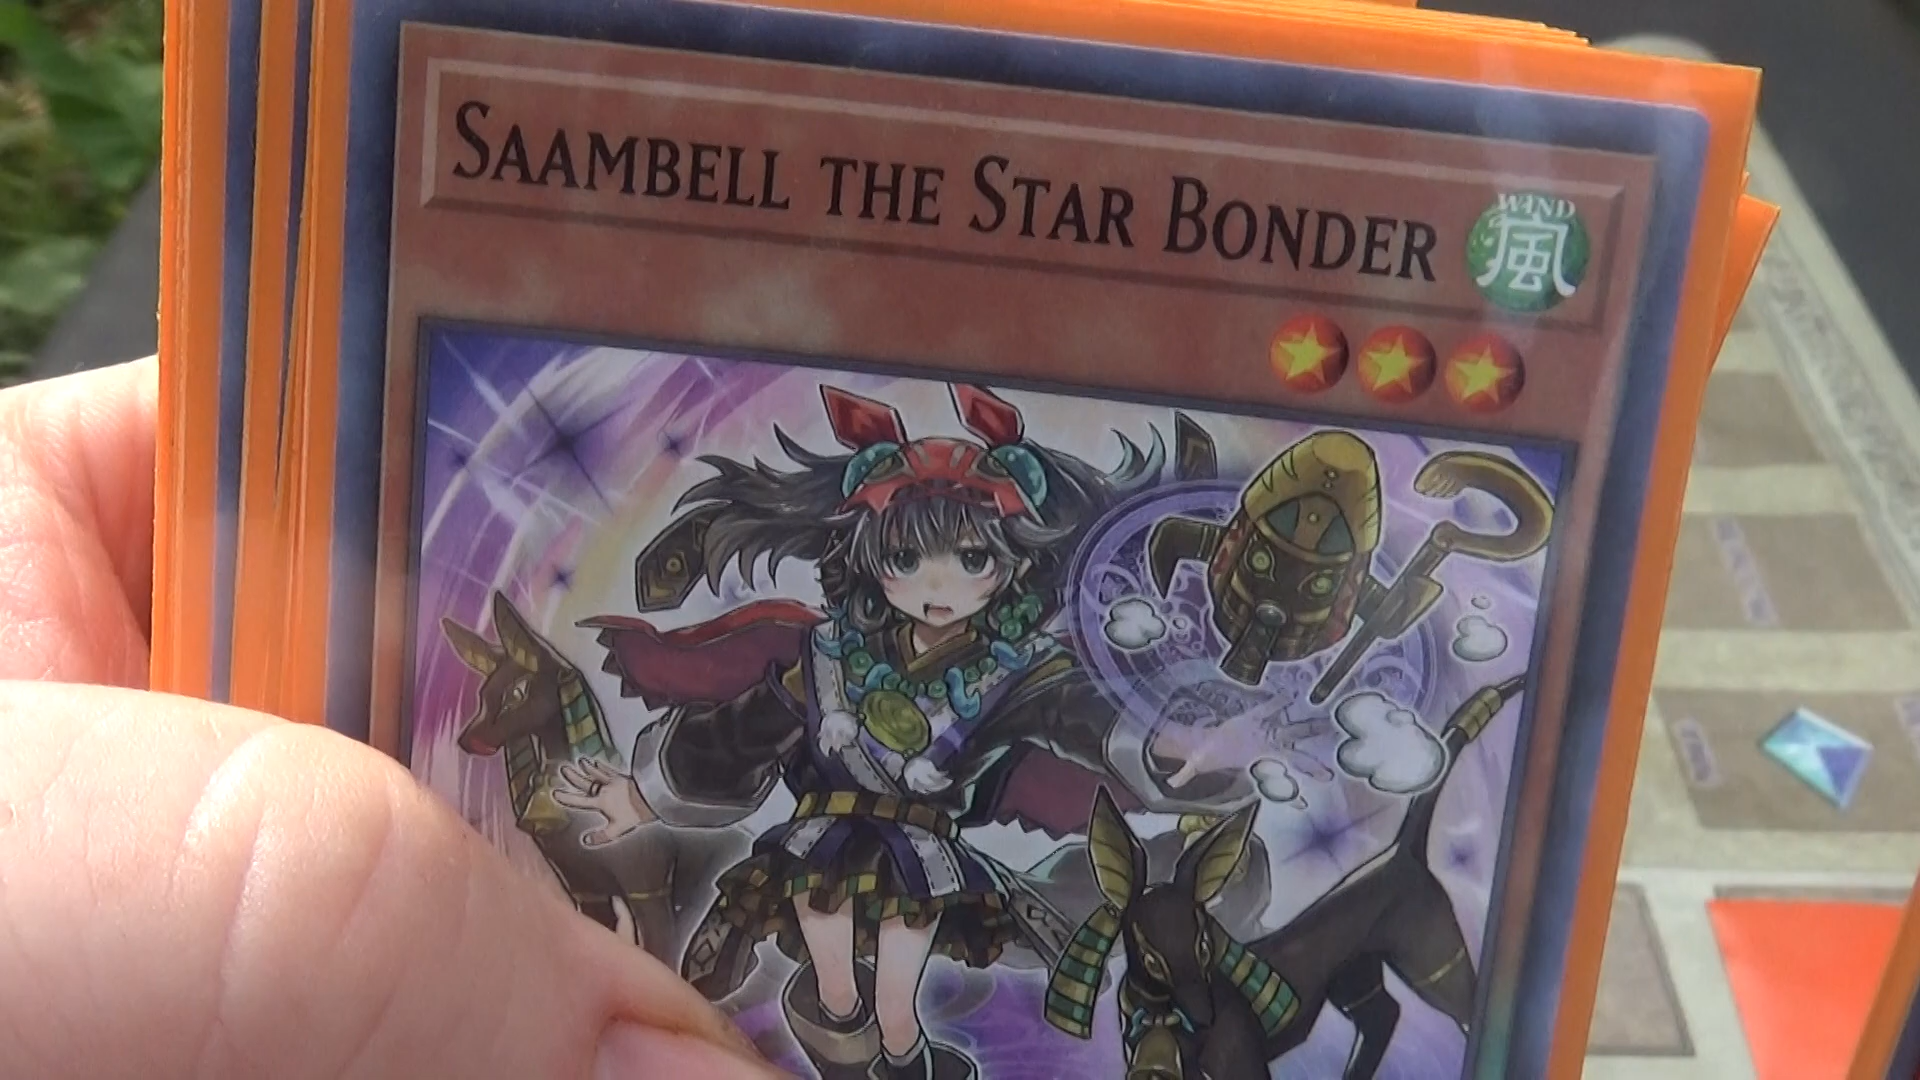 SAAMBELL THE STAR BONDER
WIND
風